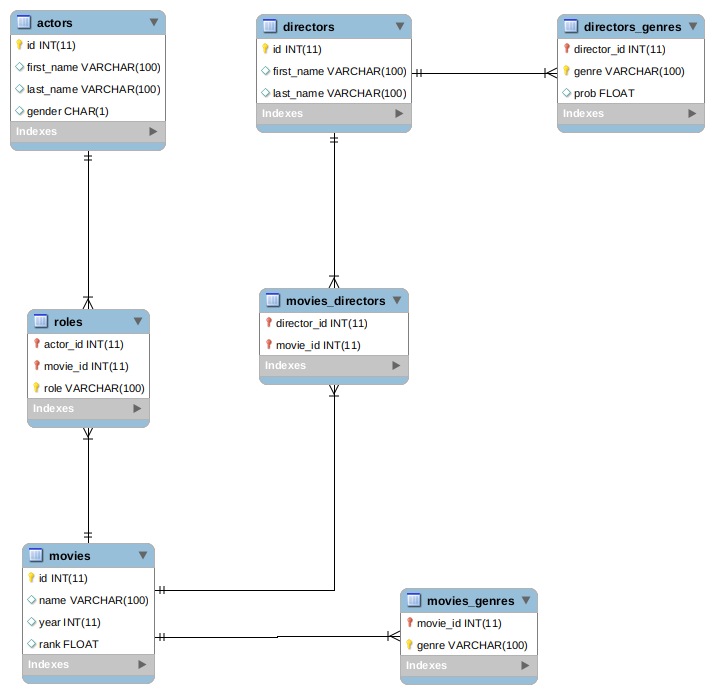 actors
id INT(11)
first_name VARCHAR(100)
last_name VARCHAR(100)
gender CHAR(1)
Indexes
directors
id INT(11)
first_name VARCHAR(100)
last_name VARCHAR(100)
Indexes
directors_genres
director_id INT(11)
genre VARCHAR(100)
prob FLOAT
Indexes
roles
actor_id INT(11)
movie_id INT(11)
role VARCHAR(100)
Indexes
movies_directors
director_id INT(11)
movie_id INT(11)
Indexes
movies
id INT(11)
name VARCHAR(100)
year INT(11)
rank FLOAT
Indexes
movies_genres
movie_id INT(11)
genre VARCHAR(100)
Indexes